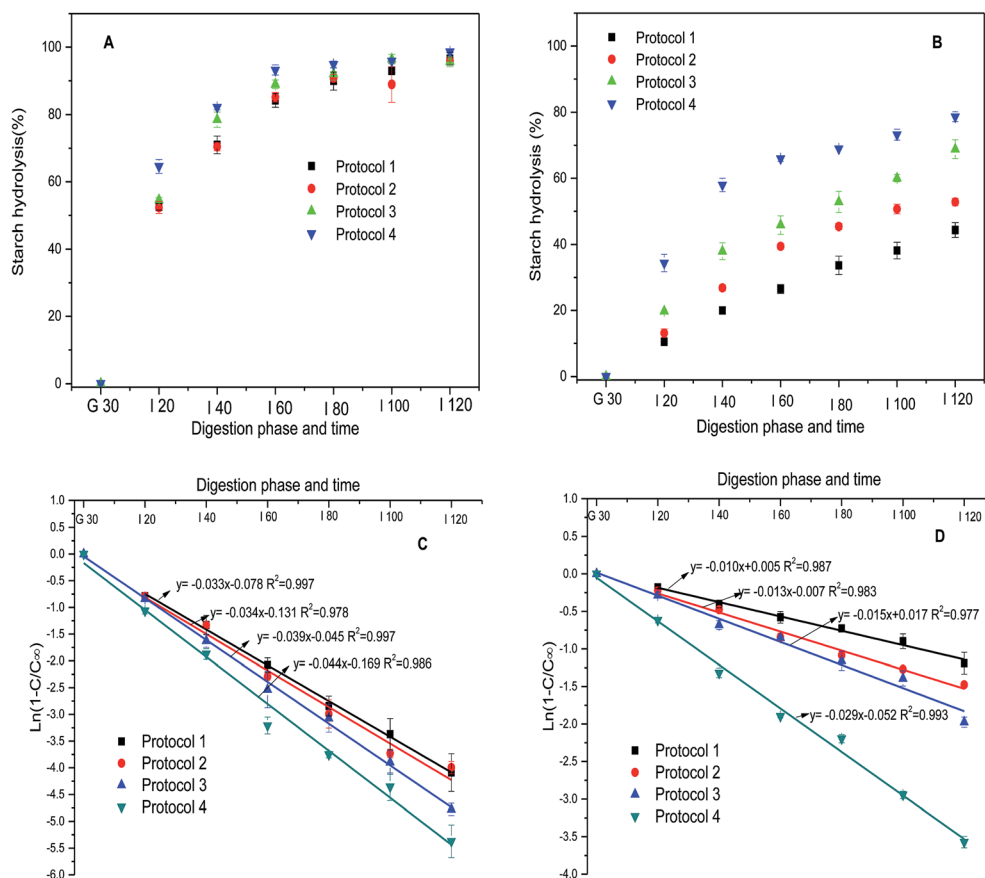 A
100
80
60
40
20
0
Starch hydrolysis(%)
Protocol 1
Protocol 2
Protocol 3
Protocol 4
G 30
I 20
I 40
I 60
I 80
I 100
I 120
Digestion phase and time
B
Protocol 1
Protocol 2
Protocol 3
Protocol 4
100
80
60
40
20
0
Starch hydrolysis (%)
G 30
I 20
I 40
I 60
I 80
I 100
I 120
Digestion phase and time
Digestion phase and time
G 30
I 20
I 40
I 60
I 80
I 100
I 120
C
1.0
0.5
0.0
-0.5
-1.0
-1.5
-2.0
-2.5
-3.0
-3.5
-4.0
-4.5
-5.0
-5.5
-6.0
Ln(1-C/C∞)
y= -0.033x-0.078 R²=0.997
y= -0.034x-0.131 R²=0.978
y= -0.039x-0.045 R²=0.997
y= -0.044x-0.169 R²=0.986
Protocol 1
Protocol 2
Protocol 3
Protocol 4
Digestion phase and time
G 30
I 20
I 40
I 60
I 80
I 100
I 120
D
1.0
0.5
0.0
-0.5
-1.0
-1.5
-2.0
-2.5
-3.0
-3.5
-4.0
Ln(1-C/C∞)
y= -0.010x+0.005 R²=0.987
y=-0.013x-0.007 R²=0.983
y=-0.015x+0.017 R²=0.977
y= -0.029x-0.052 R²=0.993
Protocol 1
Protocol 2
Protocol 3
Protocol 4